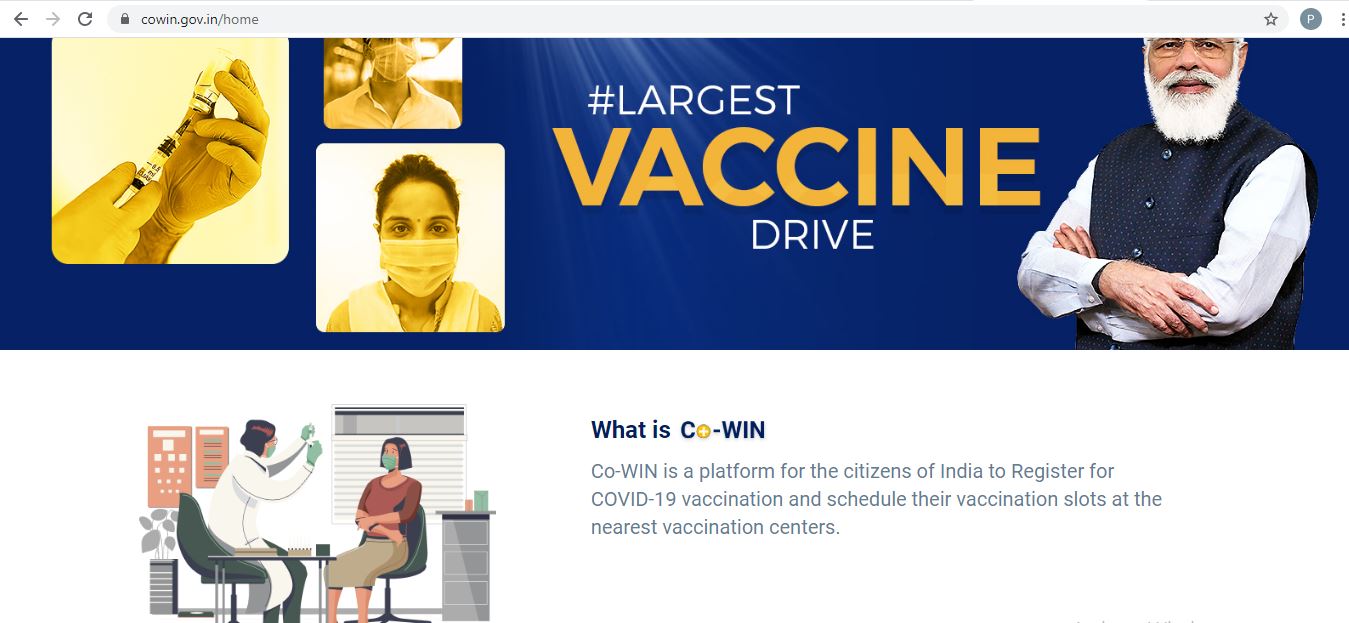 cowin.gov.in/home
P
#LARGEST
VACCINE
DRIVE
What is Co-WIN
Co-WIN is a platform for the citizens of India to Register for
COVID-19 vaccination and schedule their vaccination slots at the
nearest vaccination centers.